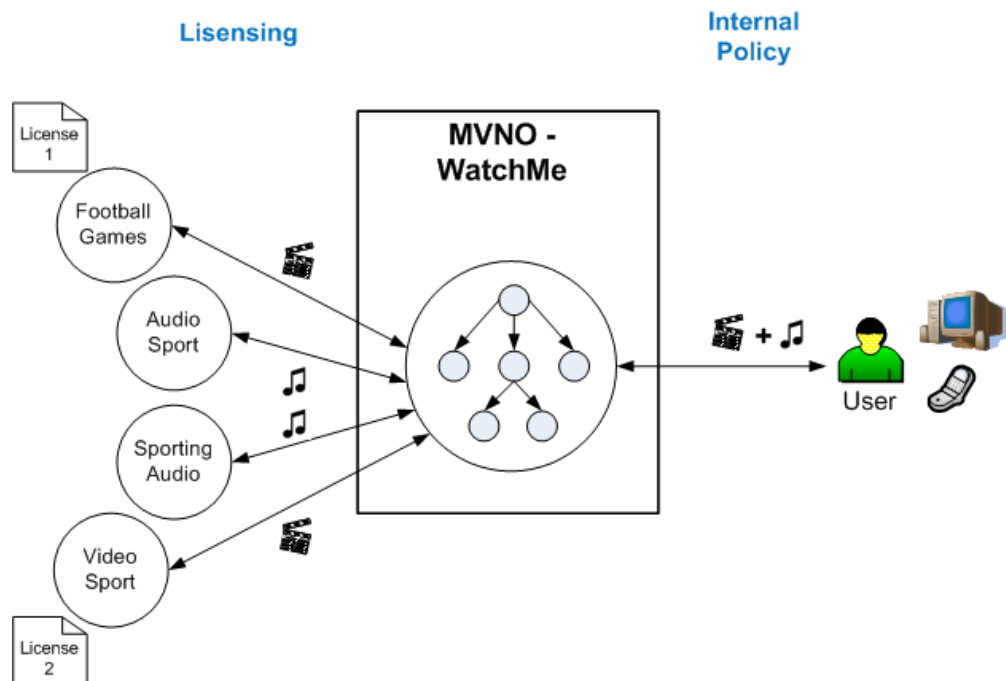 Lisensing
Internal
Policy
License
1
MVNO -
WatchMe
Football
Games
Audio
Sport
+
User
Sporting
Audio
Video
Sport
License
2